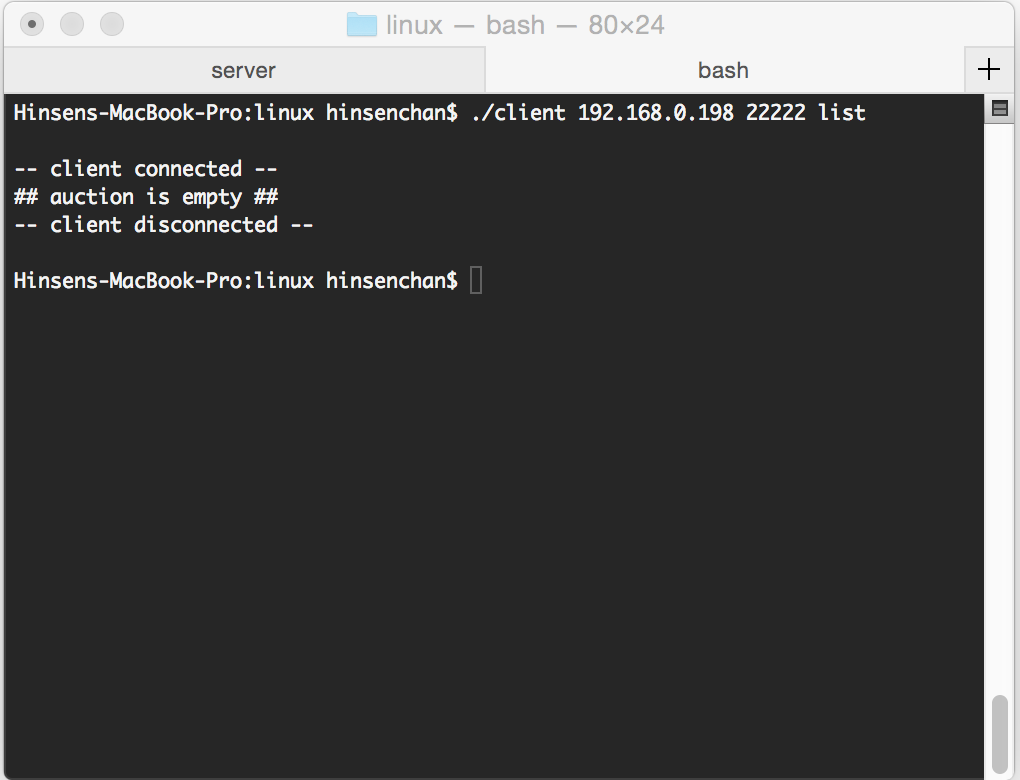 linux — bash — 80×24
server
bash
Hinsens-MacBook-Pro:linux hinsenchan$ ./client 192.168.0.198 22222 list
-- client connected --
## auction is empty ##
-- client disconnected --
Hinsens-MacBook-Pro:linux hinsenchan$